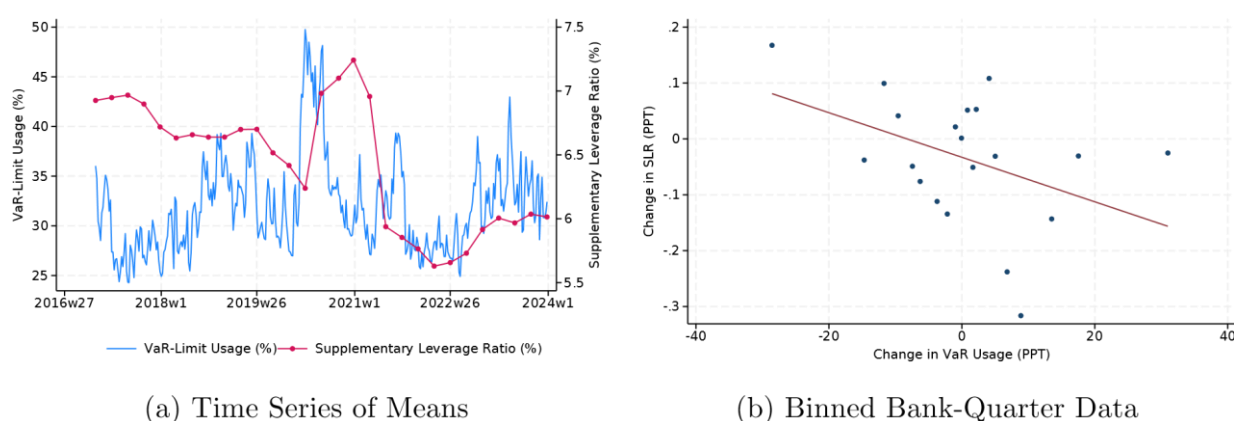 50
45
40
35
30
25
VaR-Limit Usage (%)
7.5
7
6.5
6
5.5
Supplementary Leverage Ratio (%)
2016w27 2018w1 2019w26 2021w1 2022w26 2024w1
VaR-Limit Usage (%) Supplementary Leverage Ratio (%)
(a) Time Series of Means
.2
.1
0
-.1
-.2
-.3
Change in SLR (PPT)
-40 -20 0 20 40
Change in VaR Usage (PPT)
(b) Binned Bank-Quarter Data